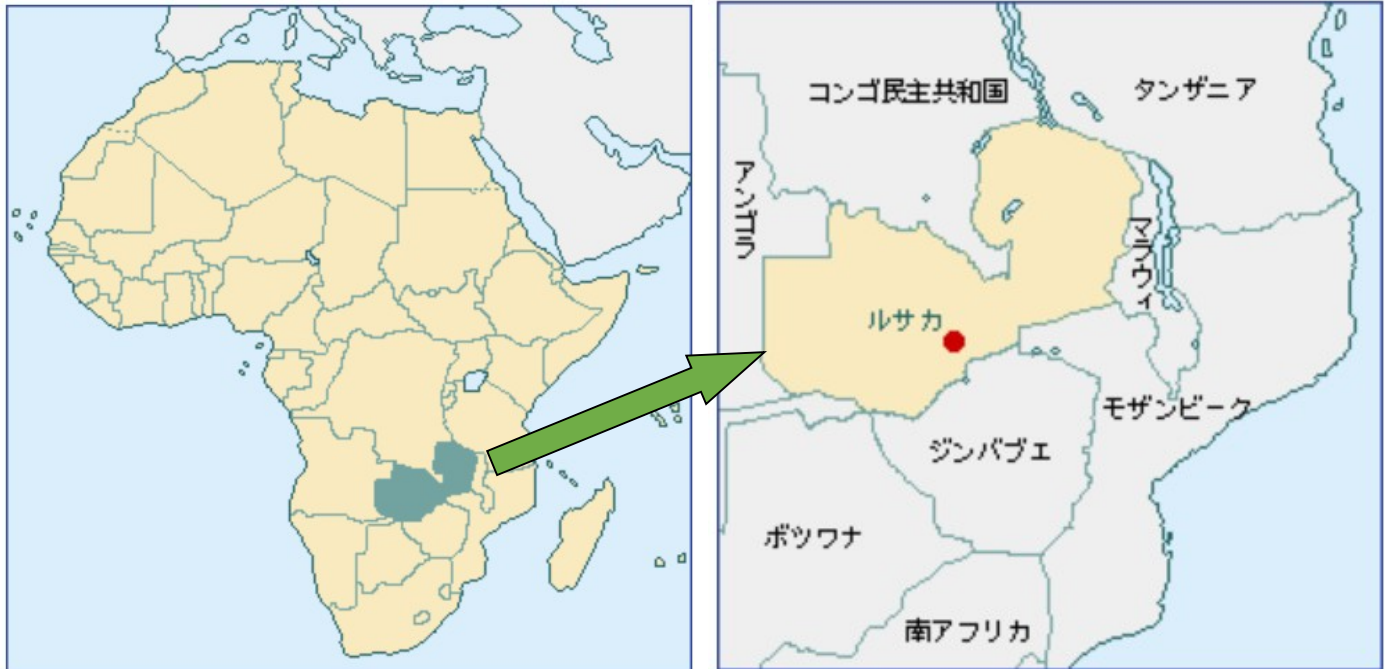 コンゴ民主共和国
タンザニア
アンゴラ
マラウィ
ルサカ
モザンビーク
ジンバブエ
ボツワナ
南アフリカ